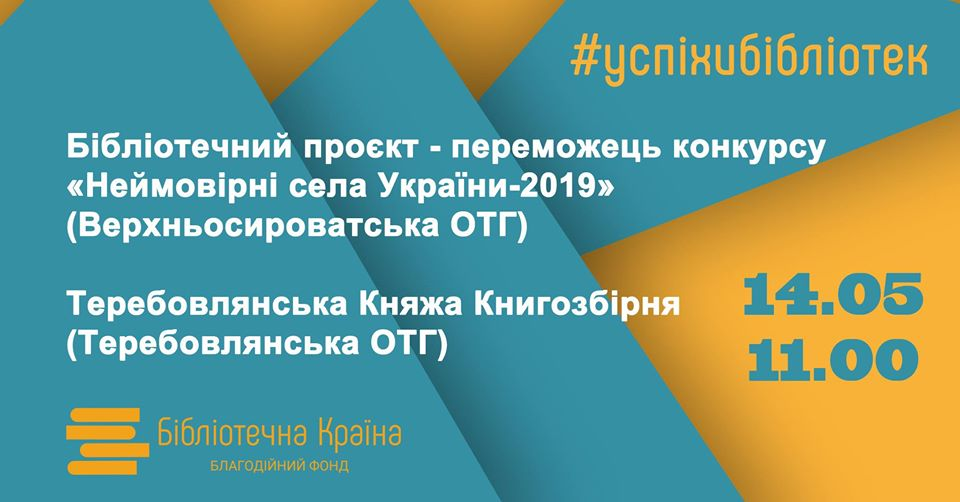 #успіхибібліотек
Бібліотечний проєкт - переможець конкурсу
«Неймовірні села України-2019»
(Верхньосироватська ОТГ)
Теребовлянська Княжа Книгозбірня
(Теребовлянська ОТГ)
14.05
11.00
Бібліотечна Країна
БЛАГОДІЙНИЙ ФОНД